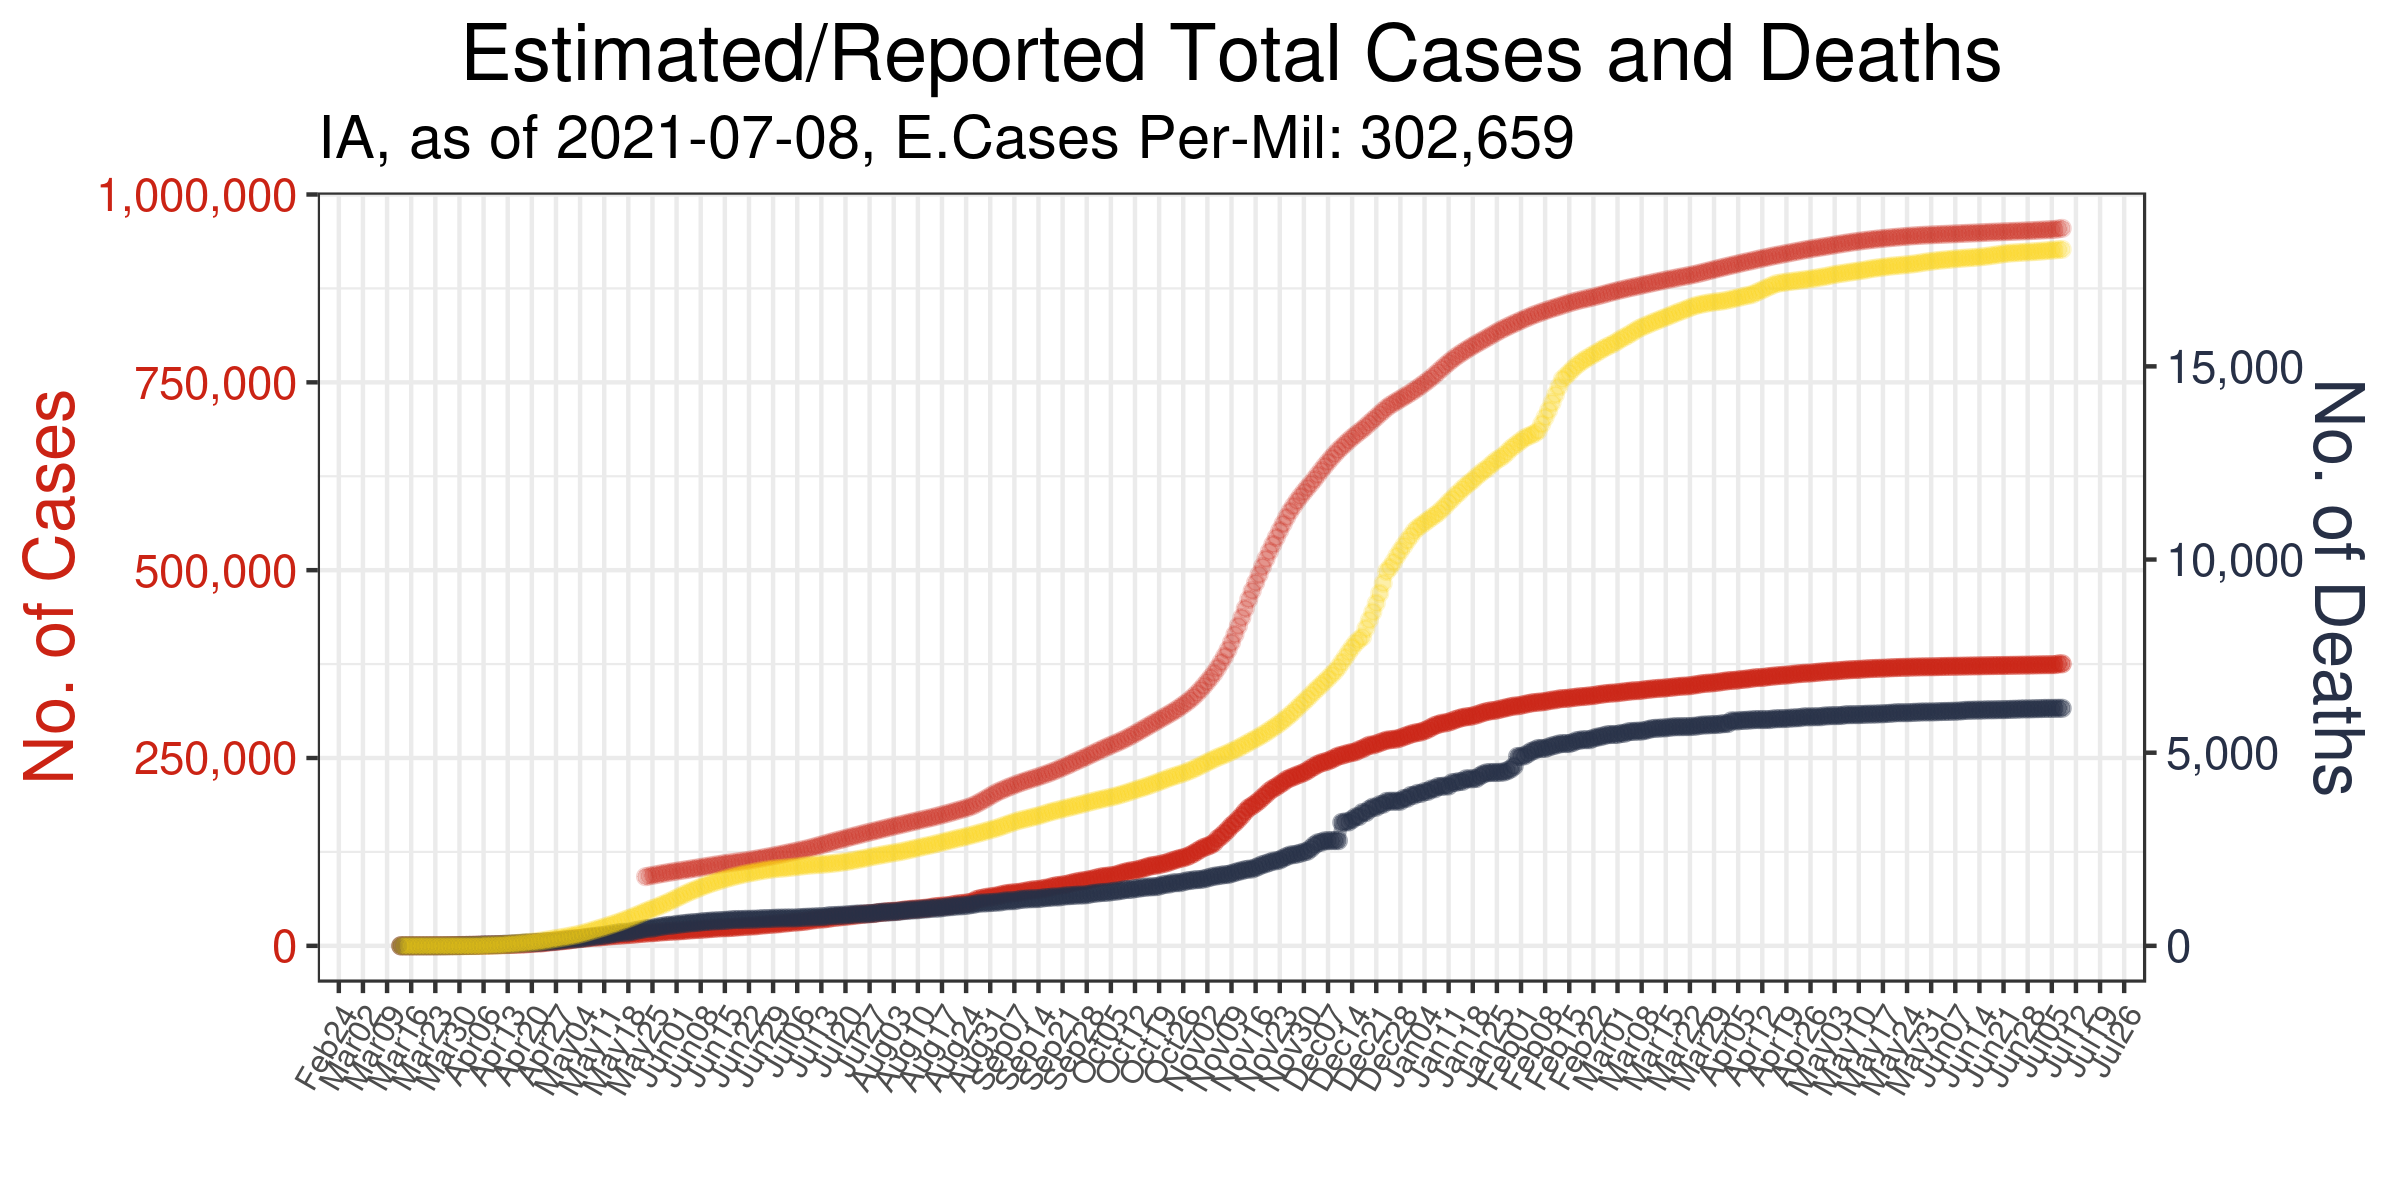 Estimated/Reported Total Cases and Deaths
IA, as of 2021-07-08, E.Cases Per-Mil: 302,659
No. of Cases
1,000,000
750,000
500,000
250,000
0
15,000
10,000
5,000
0
No. of Deaths
Feb24
Mar02
Mar09
Mar16
Mar23
Mar30
Apr06
Apr13
Apr20
Apr27
May04
May11
May18
May25
Jun01
Jun08
Jun15
Jun22
Jun29
Jul06
Jul13
Jul20
Jul27
Aug03
Aug10
Aug17
Aug24
Aug31
Sep07
Sep14
Sep21
Sep28
Oct05
Oct12
Oct19
Oct26
Nov02
Nov09
Nov16
Nov23
Nov30
Dec07
Dec14
Dec21
Dec28
Jan04
Jan11
Jan18
Jan25
Feb01
Feb08
Feb15
Feb22
Mar01
Mar08
Mar15
Mar22
Mar29
Apr05
Apr12
Apr19
Apr26
May03
May10
May17
May24
May31
Jun07
Jun14
Jun21
Jun28
Jul05
Jul12
Jul19
Jul26